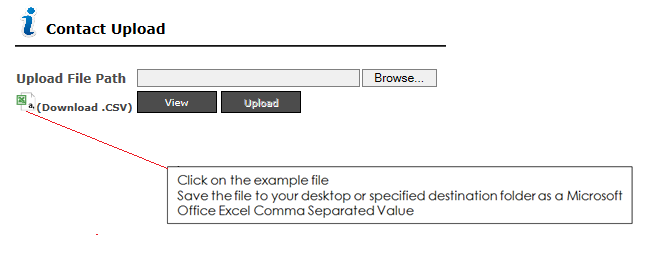 Contact Upload
Upload File Path
Browse...
(Download .CSV)
View
Upload
Click on the example file
Save the file to your desktop or specified destination folder as a Microsoft
Office Excel Comma Separated Value